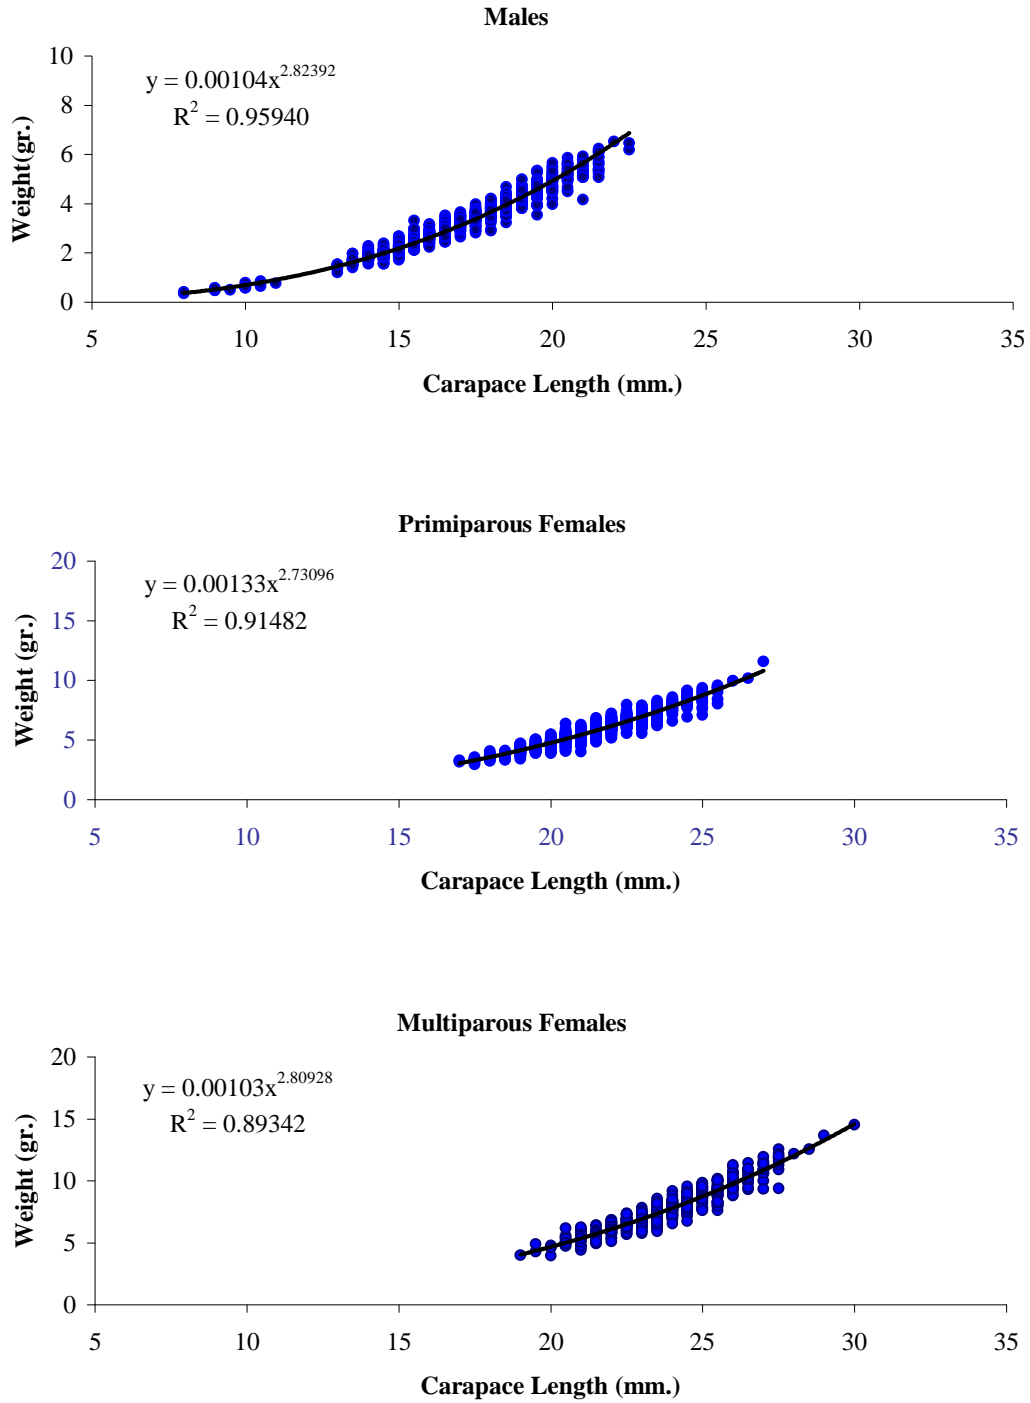 Males
10
8
6
4
2
0
Weight(gr.)
y = 0.00104x^2.82392
R^2 = 0.95940
5 10 15 20 25 30 35
Carapace Length (mm.)
Primiparous Females
20
15
10
5
0
Weight (gr.)
y = 0.00133x^2.73096
R^2 = 0.91482
5 10 15 20 25 30 35
Carapace Length (mm.)
Multiparous Females
20
15
10
5
0
Weight (gr.)
y = 0.00103x^2.80928
R^2 = 0.89342
5 10 15 20 25 30 35
Carapace Length (mm.)